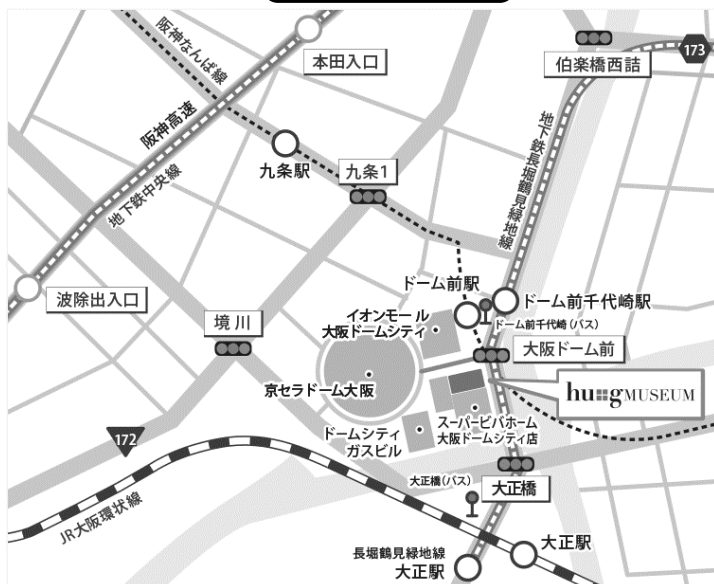 本田入口
阪神なんば線
伯楽橋西詰
173
阪神高速
地下鉄中央線
九条駅
九条1
地下鉄長堀鶴見緑地線
波除出入口
境川
ドーム前駅
ドーム前千代崎駅
ドーム前千代崎(バス)
イオンモール
大阪ドームシティ
大阪ドーム前
京セラドーム大阪
hu+gMUSEUM
スーパービバホーム
大阪ドームシティ店
ドームシティ
ガスビル
172
大正橋(バス)
大正橋
JR大阪環状線
長堀鶴見緑地線
大正駅
大正駅